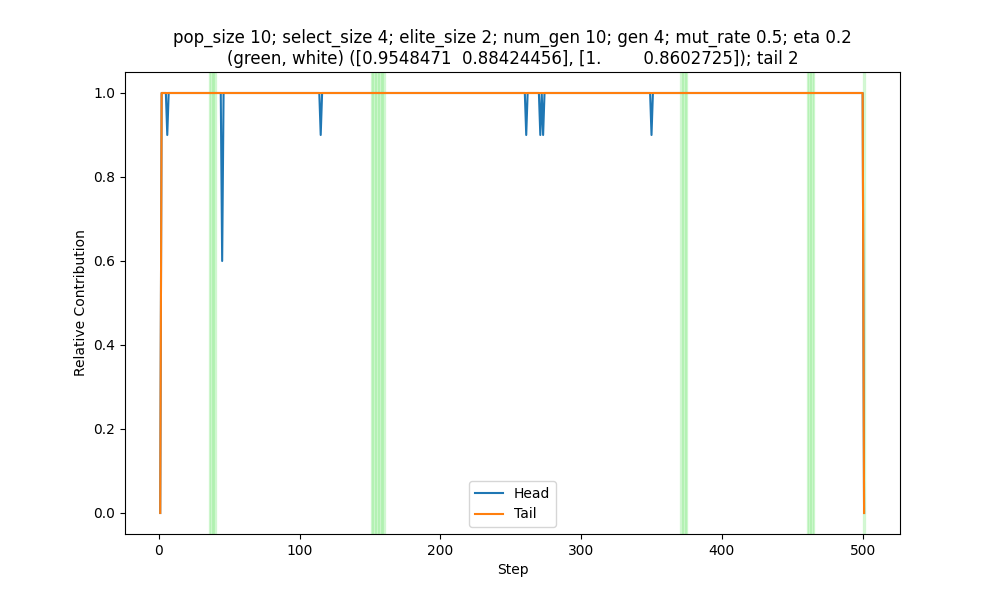 pop_size 10; select_size 4; elite_size 2; num_gen 10; gen 4; mut_rate 0.5; eta 0.2
(green, white) ([0.9548471 0.88424456], [1. 0.8602725]); tail 2
1.0
0.8
0.6
0.4
0.2
0.0
Relative Contribution
Head
Tail
0 100 200 300 400 500
Step